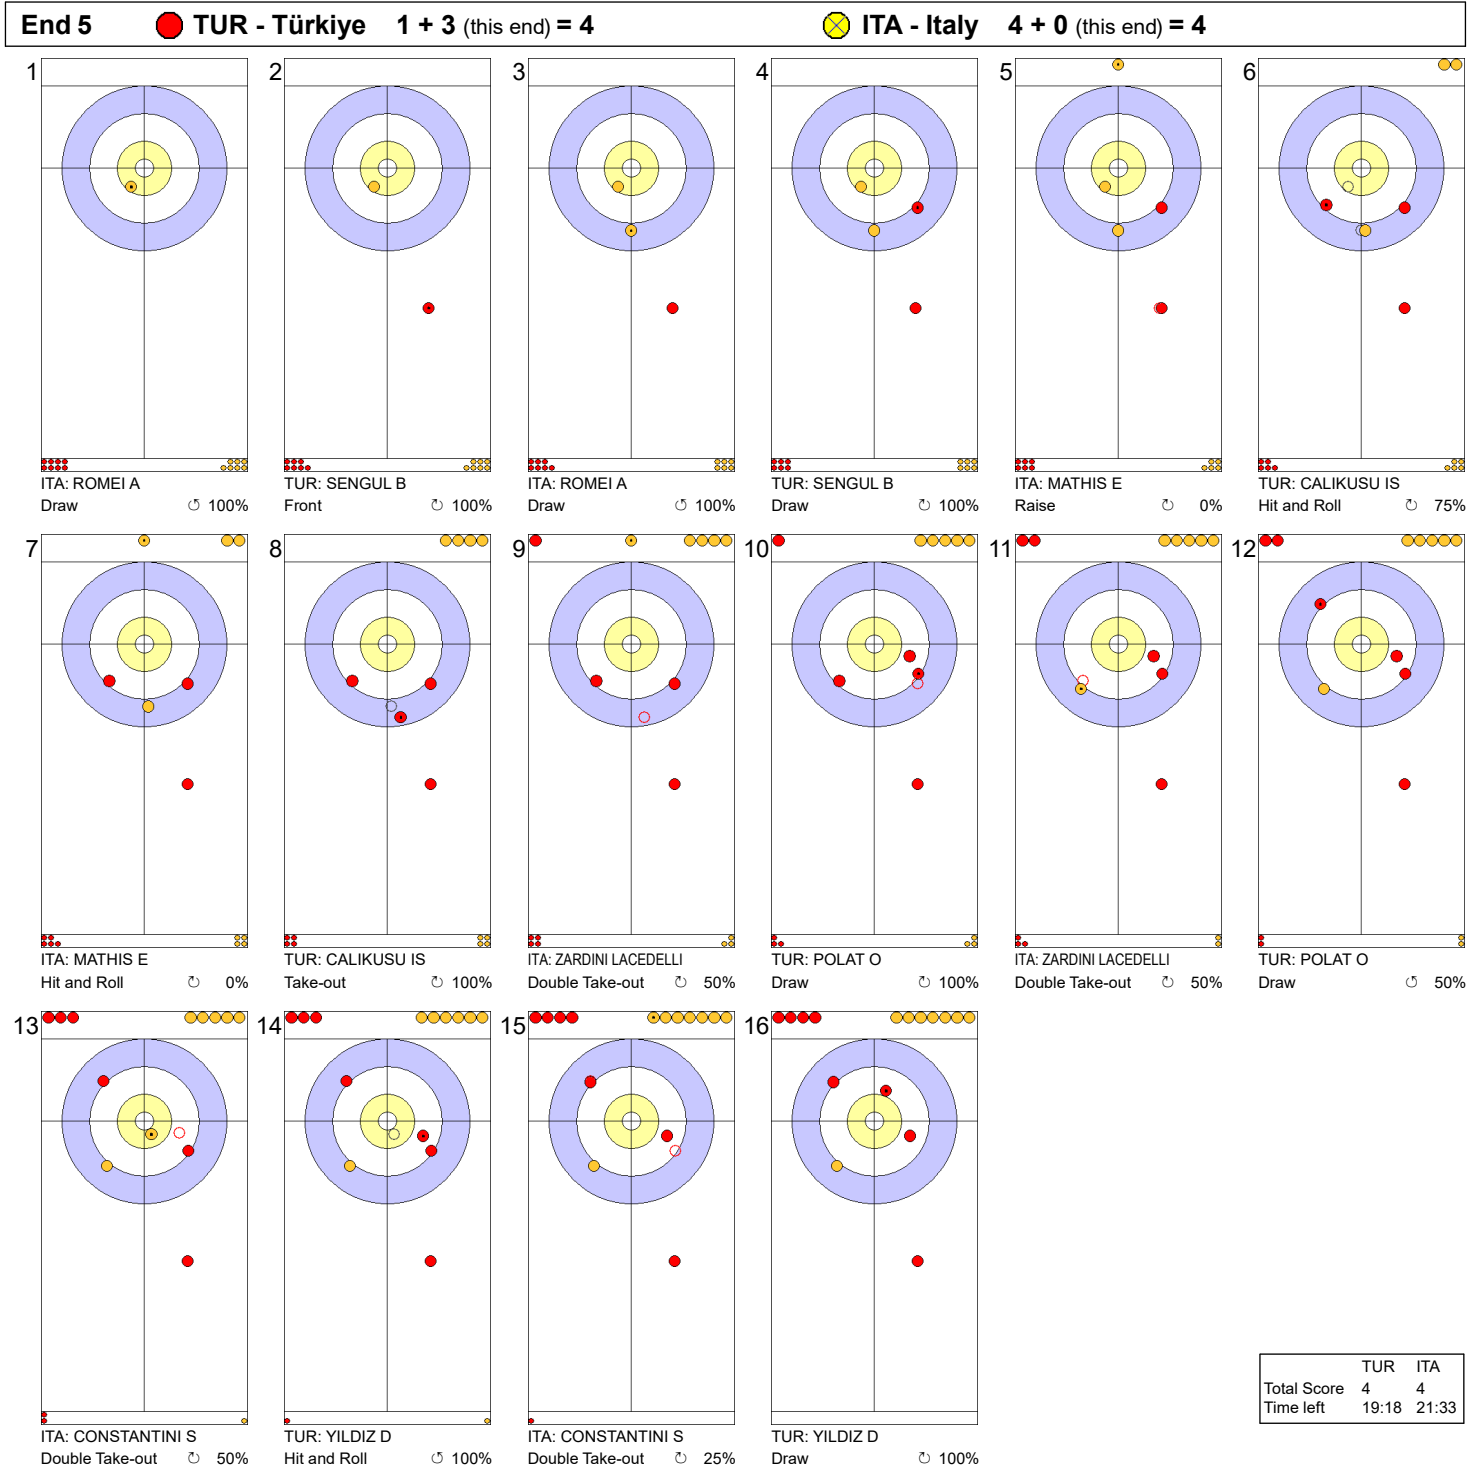 End 5 TUR - Türkiye 1 + 3 (this end) = 4 ITA - Italy 4 + 0 (this end) = 4
1 2 3 4 5 6
ITA: ROMEI A TUR: SENGUL B ITA: ROMEI A TUR: SENGUL B ITA: MATHIS E TUR: CALIKUSU IS
Draw ↺ 100% Front ↻ 100% Draw ↺ 100% Draw ↻ 100% Raise ↻ 0% Hit and Roll ↻ 75%
7 8 9 10 11 12
ITA: MATHIS E TUR: CALIKUSU IS ITA: ZARDINI LACEDELLI TUR: POLAT O ITA: ZARDINI LACEDELLI TUR: POLAT O
Hit and Roll ↻ 0% Take-out ↻ 100% Double Take-out ↻ 50% Draw ↻ 100% Double Take-out ↻ 50% Draw ↻ 50%
13 14 15 16
ITA: CONSTANTINI S TUR: YILDIZ D ITA: CONSTANTINI S TUR: YILDIZ D
Double Take-out ↻ 50% Hit and Roll ↺ 100% Double Take-out ↻ 25% Draw ↻ 100%
TUR ITA
Total Score 4 4
Time left 19:18 21:33